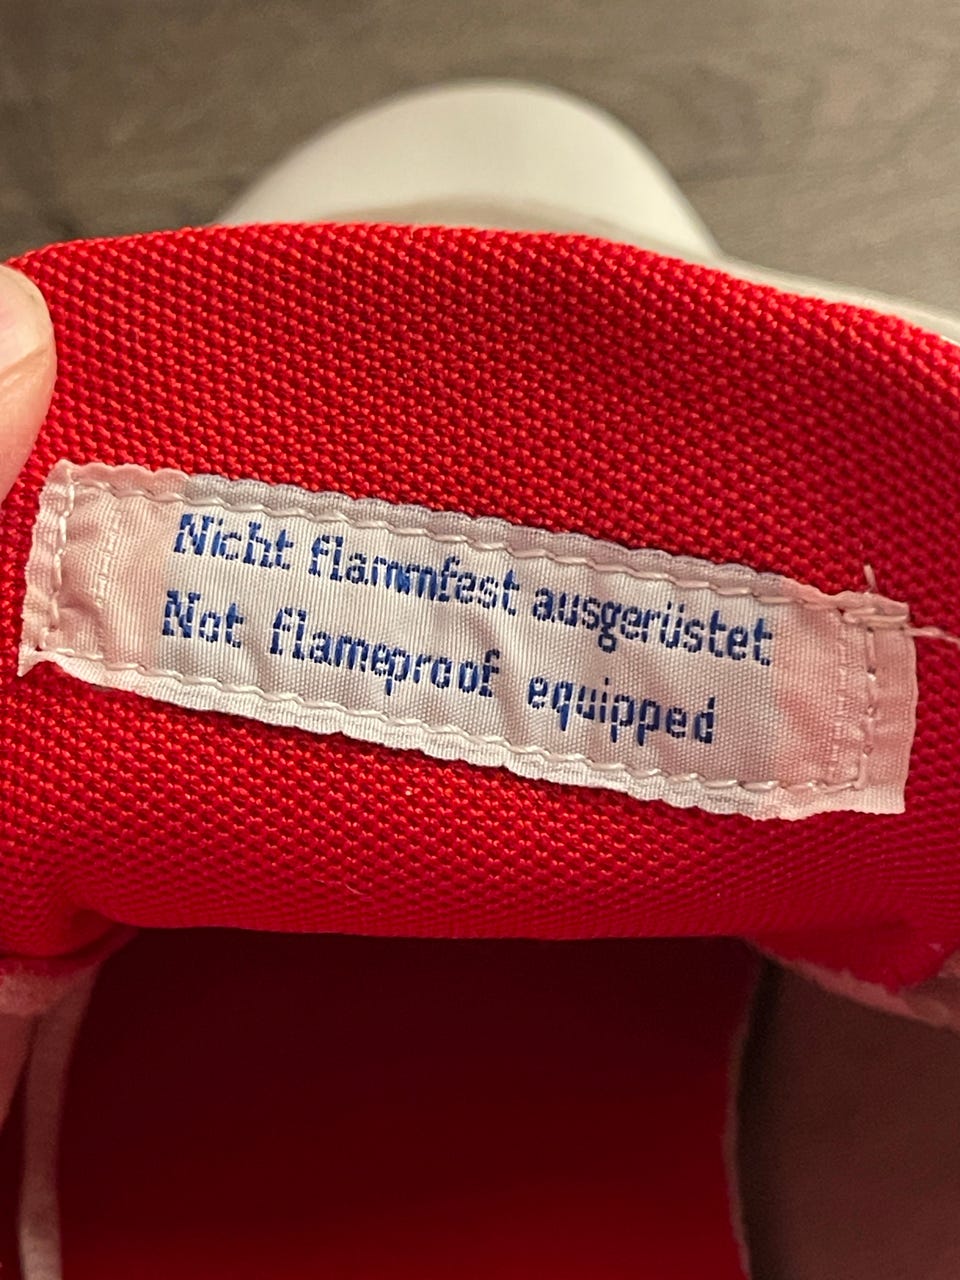 Nicht flammfest ausgerüstet
Not flameproof equipped